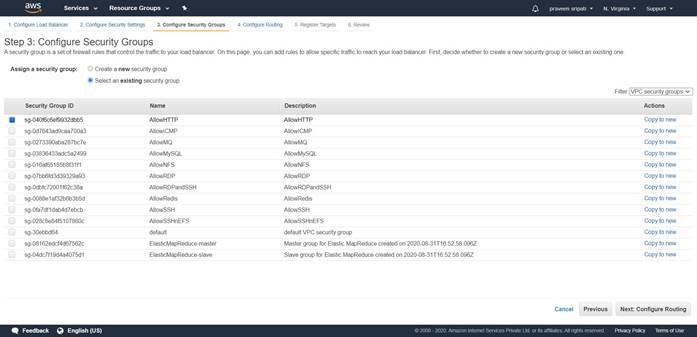 aws Services Resource Groups praveen sripati N. Virginia Support
1. Configure Load Balancer 2. Configure Security Settings 3. Configure Security Groups 4. Configure Routing 5. Register Targets 6. Review
Step 3: Configure Security Groups
A security group is a set of firewall rules that control the traffic to your load balancer. On this page, you can add rules to allow specific traffic to reach your load balancer. First, decide whether to create a new security group or select an existing one.
Assign a security group: Create a new security group
Select an existing security group
Filter VPC security groups
Security Group ID Name Description Actions
sg-040f6c6ef9932dbb5 AllowHTTP AllowHTTP Copy to new
sg-0d7643ad9caa700a3 AllowICMP AllowICMP Copy to new
sg-0273390aba287bc7e AllowMQ AllowMQ Copy to new
sg-03836433adc5a2499 AllowMySQL AllowMySQL Copy to new
AllowNFS AllowNFS Copy to new
sg-07bb6fd3d39329a93 AllowRDP AllowRDP Copy to new
sg-0dbfc72001f62c38a AllowRDPandSSH AllowRDPandSSH Copy to new
sg-0088e1af32b6b3b5d AllowRedis AllowRedis Copy to new
sg-0fa7df1dab4d7ebcb AllowSSH AllowSSH Copy to new
sg-028c8e84f5107860c AllowSSHnEFS AllowSSHnEFS Copy to new
sg-30ebbd64 default default VPC security group Copy to new
sg-08162edcf4d67562c ElasticMapReduce-master Master group for Elastic MapReduce created on 2020-08-31T16:52:58.096Z Copy to new
sg-04dc7f19d4a4075d1 ElasticMapReduce-slave Slave group for Elastic MapReduce created on 2020-08-31T16:52:58.096Z Copy to new
Cancel Previous Next: Configure Routing
Feedback English (US) © 2008 - 2020, Amazon Internet Services Private Ltd. or its affiliates. All rights reserved. Privacy Policy Terms of Use